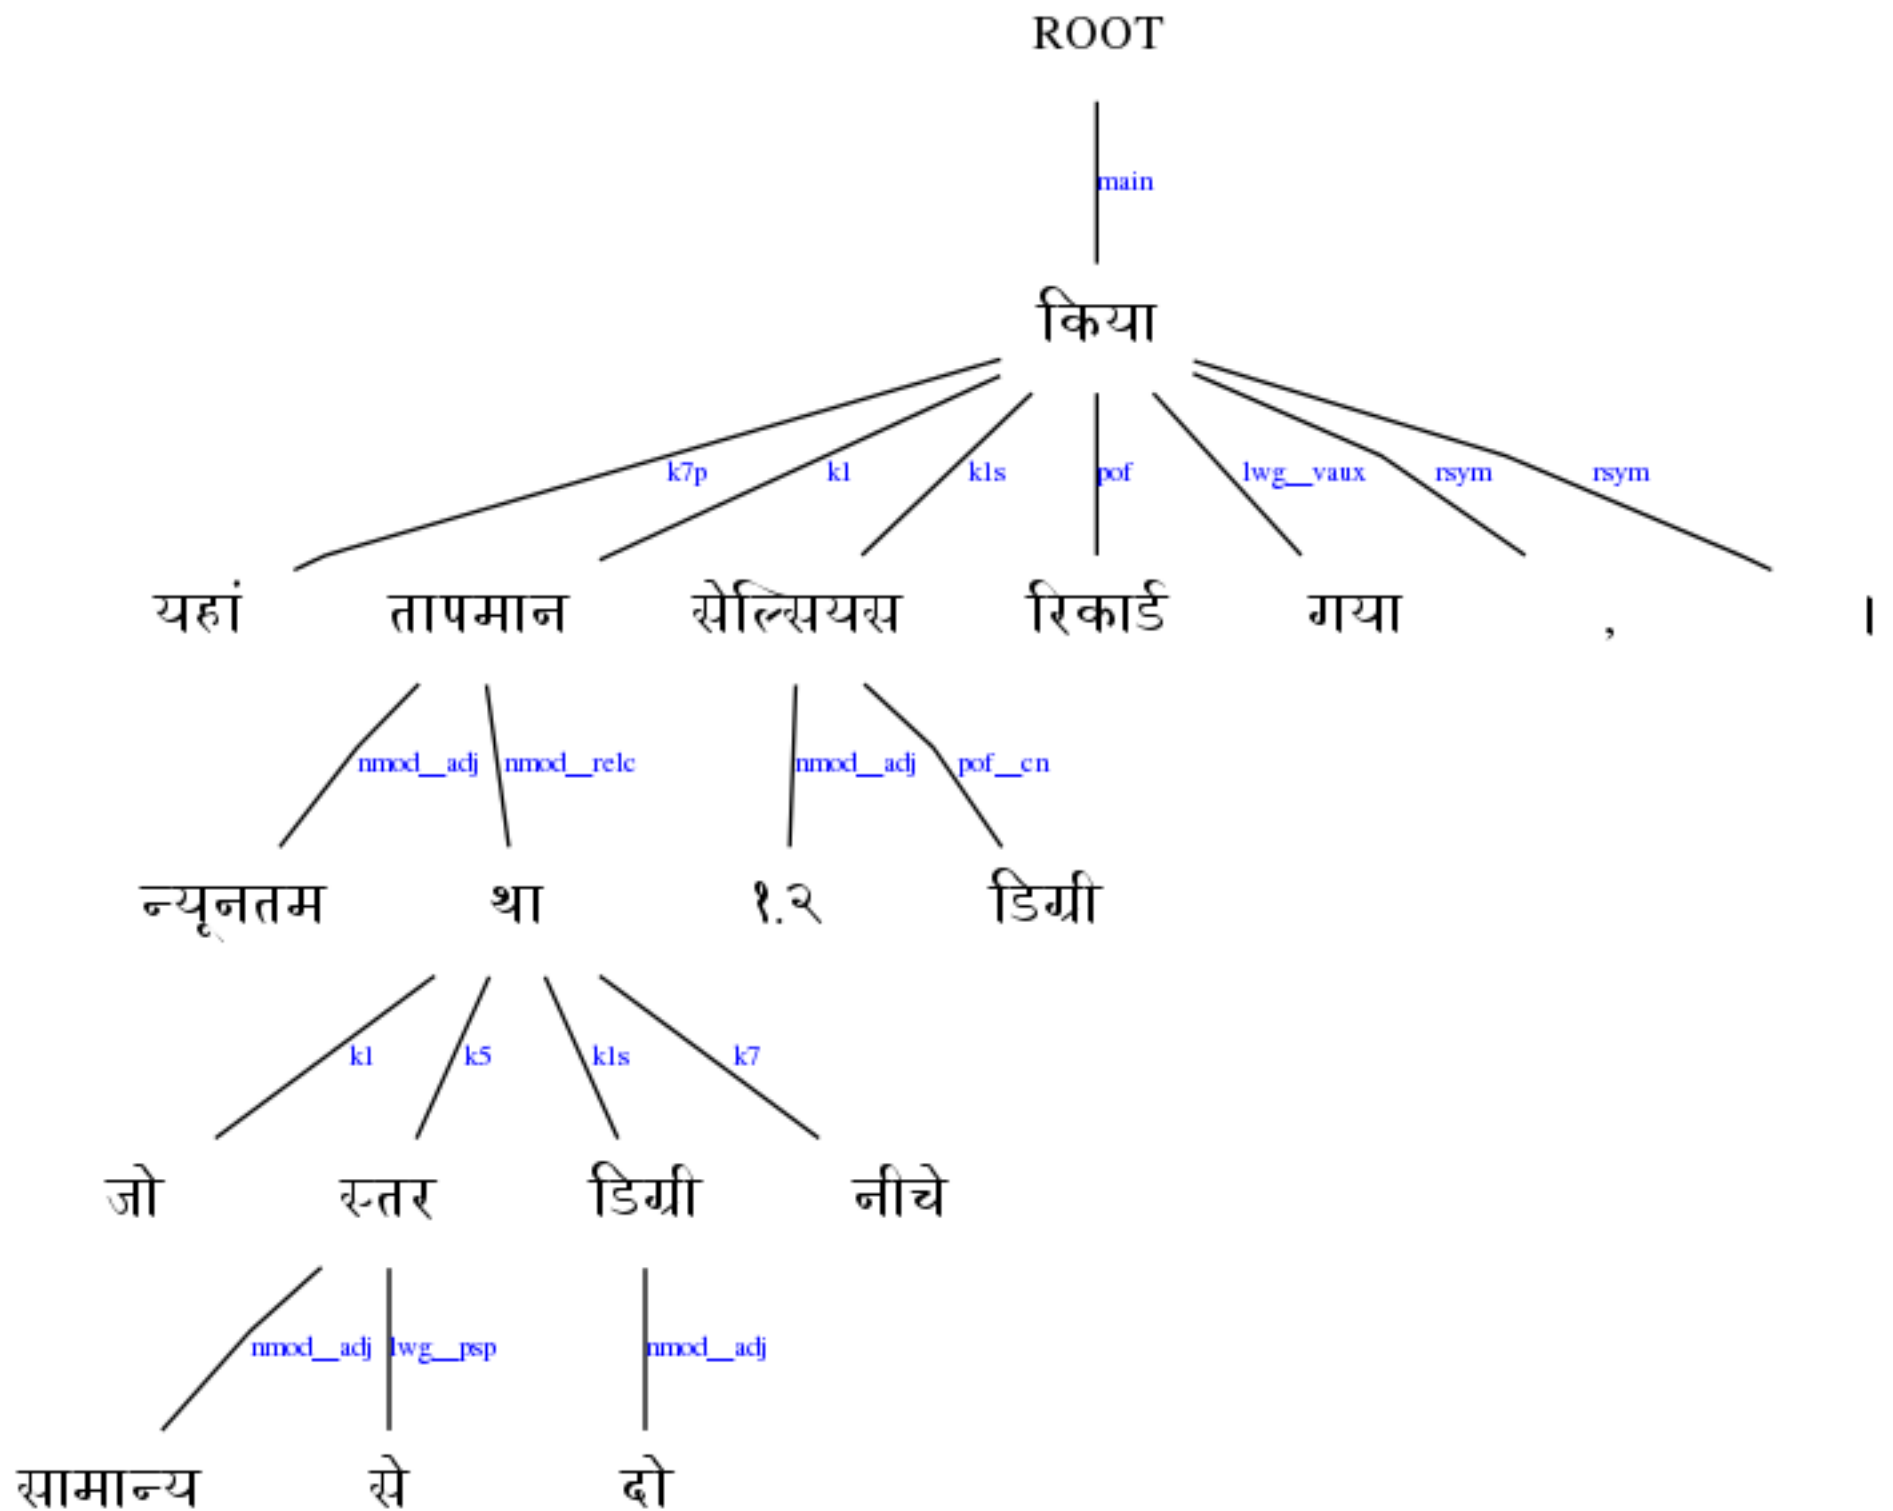 ROOT
main
किया
k7p k1 k1s pof lwg__vaux rsym rsym
यहां तापमान सेल्सियस रिकार्ड गया , ।
nmod__adj nmod__relc nmod__adj pof__cn
न्यूनतम था १.२ डिग्री
k1 k5 k1s k7
जो स्तर डिग्री नीचे
nmod__adj lwg__psp nmod__adj
सामान्य से दो